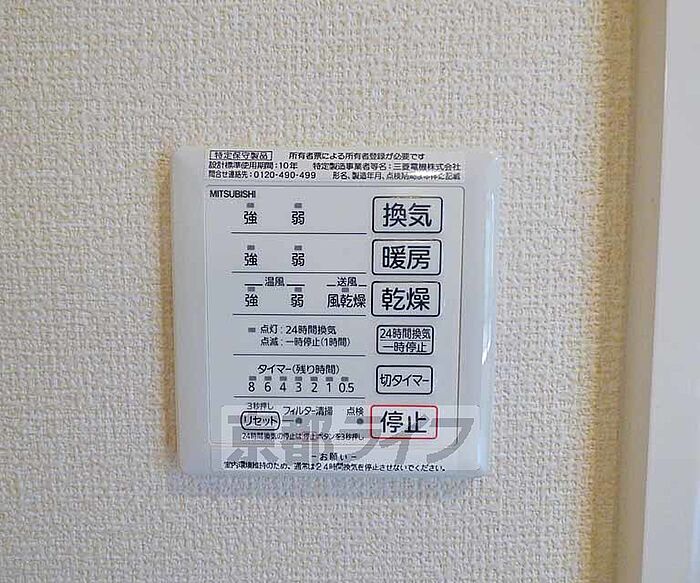 特定保守製品 所有者票による所有者登録が必要です
設計標準使用期間：10年 特定製造事業者等名：三菱電機株式会社
問合せ連絡先：0120-490-499 形名、製造年月、点検期間は本体に記載
MITSUBISHI
強 弱 換気
強 弱 暖房
温風 送風
強 弱 風乾燥 乾燥
点灯：24時間換気
点滅：一時停止(1時間)
24時間換気
一時停止
タイマー(残り時間)
8 6 4 3 2 1 0.5
切タイマー
3秒押し
リセット フィルター清掃 点検 停止
24時間換気の停止は停止ボタンを3秒押し
京都ライフ
－お願い－
室内環境維持のため、通常は24時間換気を停止させないでください。